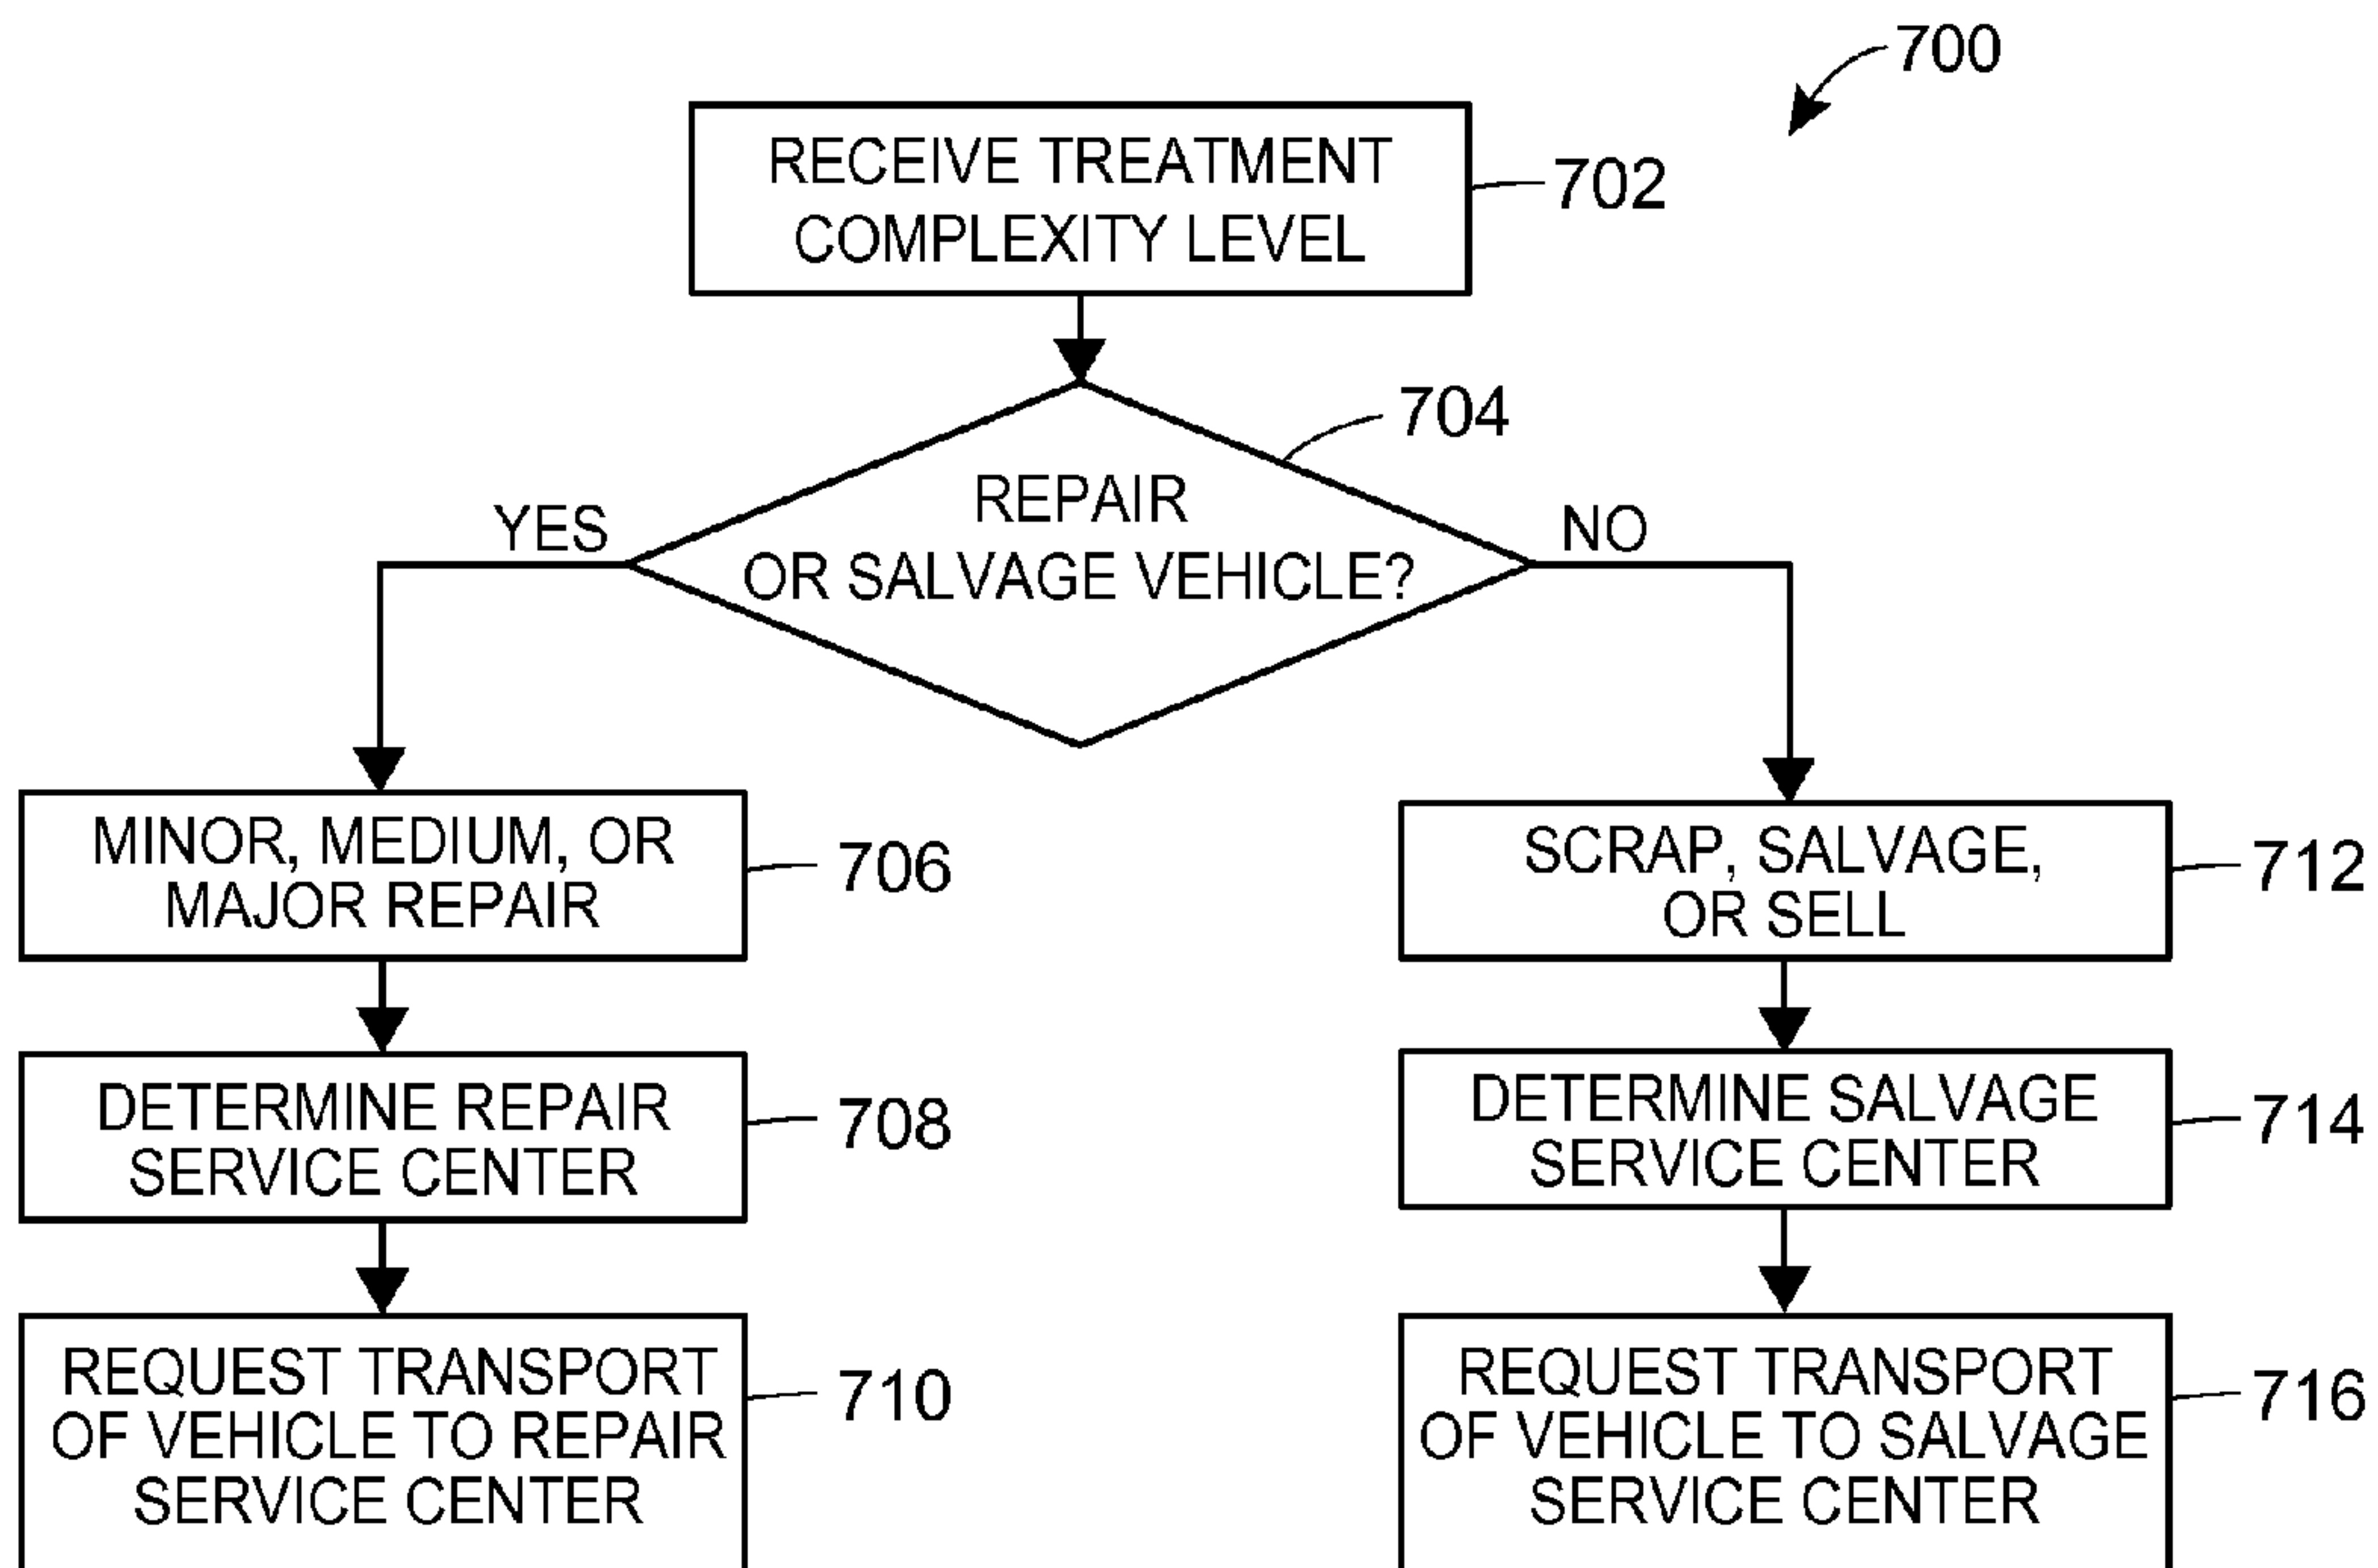 700
RECEIVE TREATMENT
COMPLEXITY LEVEL
702
704
REPAIR
OR SALVAGE VEHICLE?
YES
NO
MINOR, MEDIUM, OR
MAJOR REPAIR
706
SCRAP, SALVAGE,
OR SELL
712
DETERMINE REPAIR
SERVICE CENTER
708
DETERMINE SALVAGE
SERVICE CENTER
714
REQUEST TRANSPORT
OF VEHICLE TO REPAIR
SERVICE CENTER
710
REQUEST TRANSPORT
OF VEHICLE TO SALVAGE
SERVICE CENTER
716